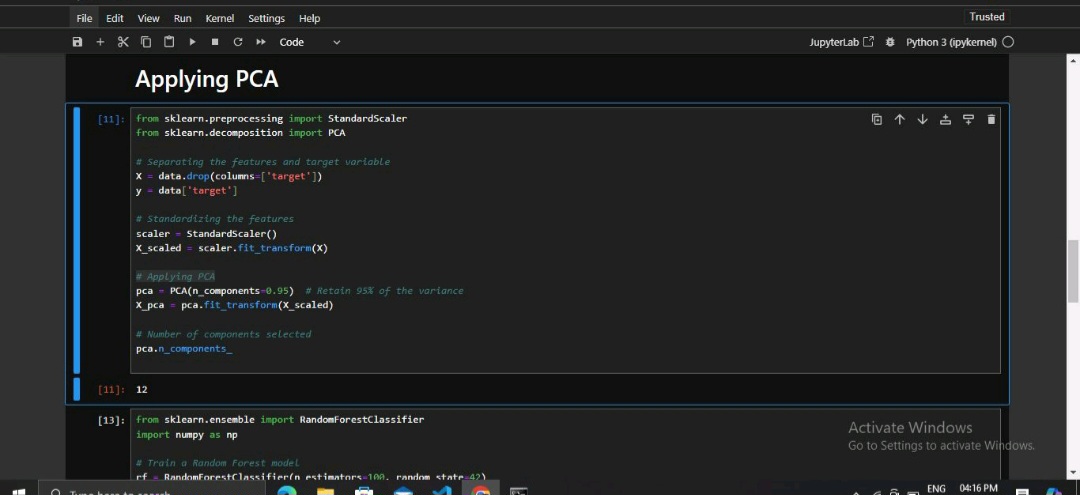 File Edit View Run Kernel Settings Help Trusted
Code JupyterLab Python 3 (ipykernel)
Applying PCA
[11]: from sklearn.preprocessing import StandardScaler
from sklearn.decomposition import PCA
# Separating the features and target variable
X = data.drop(columns=['target'])
y = data['target']
# Standardizing the features
scaler = StandardScaler()
X_scaled = scaler.fit_transform(X)
# Applying PCA
pca = PCA(n_components=0.95) # Retain 95% of the variance
X_pca = pca.fit_transform(X_scaled)
# Number of components selected
pca.n_components_
[11]: 12
[13]: from sklearn.ensemble import RandomForestClassifier
import numpy as np
# Train a Random Forest model
rf = RandomForestClassifier(n_estimators=100, random_state=42)
Activate Windows
Go to Settings to activate Windows.
Type here to search
ENG 04:16 PM